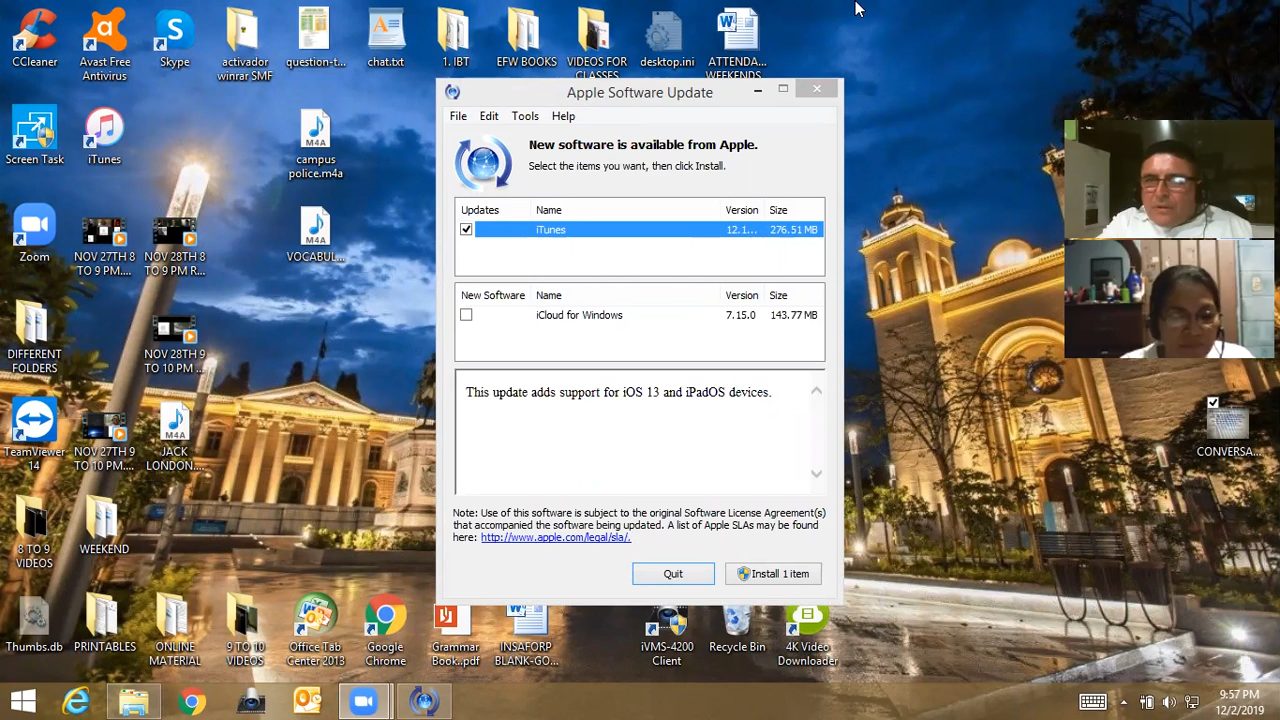 CCleaner
Avast Free
Antivirus
Skype
activador
winrar SMF
question-t...
chat.txt
1. IBT
EFW BOOKS
VIDEOS FOR
CLASSES
desktop.ini
ATTENDA...
WEEKENDS
Screen Task
iTunes
M4A
campus
police.m4a
Zoom
NOV 27TH 8
TO 9 PM....
NOV 28TH 8
TO 9 PM R...
M4A
VOCABUL...
DIFFERENT
FOLDERS
NOV 28TH 9
TO 10 PM ...
TeamViewer
14
NOV 27TH 9
TO 10 PM....
M4A
JACK
LONDON....
8 TO 9
VIDEOS
WEEKEND
Thumbs.db
PRINTABLES
ONLINE
MATERIAL
9 TO 10
VIDEOS
Office Tab
Center 2013
Google
Chrome
Grammar
Book..pdf
INSAFORP
BLANK-GO...
iVMS-4200
Client
Recycle Bin
4K Video
Downloader
CONVERSA...
Apple Software Update
File Edit Tools Help
New software is available from Apple.
Select the items you want, then click Install.
Updates Name Version Size
iTunes 12.1... 276.51 MB
New Software Name Version Size
iCloud for Windows 7.15.0 143.77 MB
This update adds support for iOS 13 and iPadOS devices.
Note: Use of this software is subject to the original Software License Agreement(s)
that accompanied the software being updated. A list of Apple SLAs may be found
here: http://www.apple.com/legal/sla/.
Quit Install 1 item
9:57 PM
12/2/2019